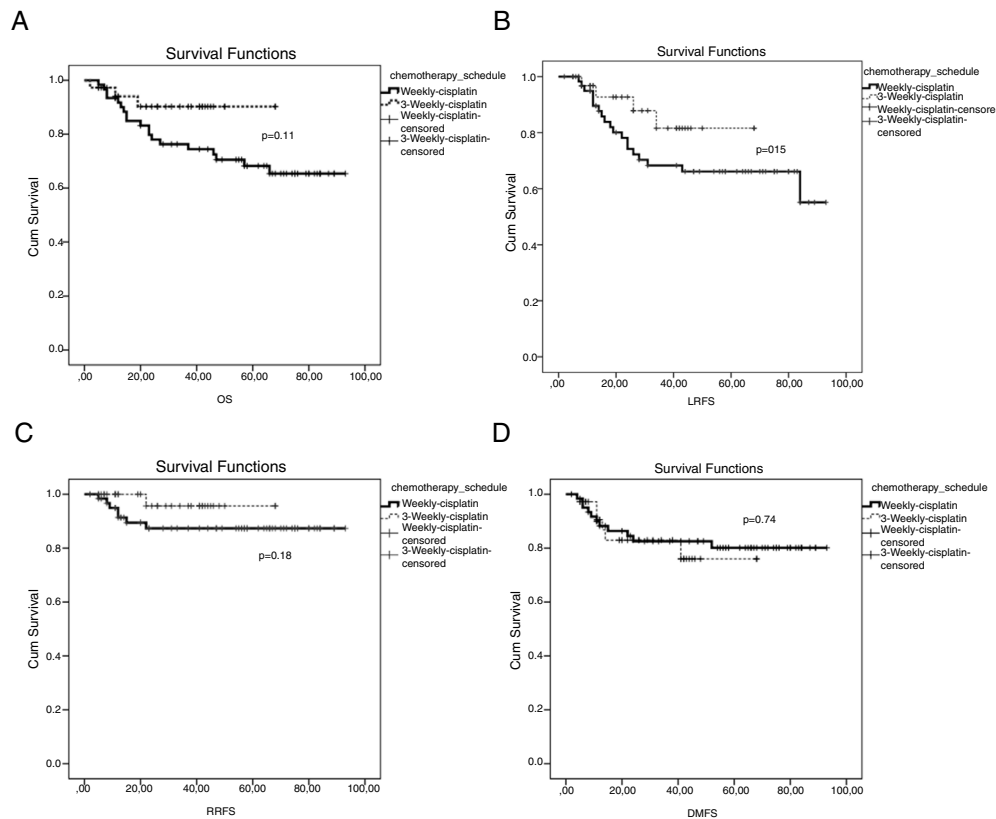 A
Survival Functions
chemotherapy_schedule
Weekly-cisplatin
3-Weekly-cisplatin
Weekly-cisplatin-
censored
3-Weekly-cisplatin-
censored
p=0.11
Cum Survival
1.0
0.8
0.6
0.4
0.2
0.0
,00 20,00 40,00 60,00 80,00 100,00
OS
B
Survival Functions
chemotherapy_schedule
Weekly-cisplatin
3-Weekly-cisplatin
Weekly-cisplatin-censore
3-Weekly-cisplatin-
censored
p=015
Cum Survival
1.0
0.8
0.6
0.4
0.2
0.0
,00 20,00 40,00 60,00 80,00 100,00
LRFS
C
Survival Functions
chemotherapy_schedule
Weekly-cisplatin
3-Weekly-cisplatin
Weekly-cisplatin-
censored
3-Weekly-cisplatin-
censored
p=0.18
Cum Survival
1.0
0.8
0.6
0.4
0.2
0.0
,00 20,00 40,00 60,00 80,00 100,00
RRFS
D
Survival Functions
chemotherapy_schedule
Weekly-cisplatin
3-Weekly-cisplatin
Weekly-cisplatin-
censored
3-Weekly-cisplatin-
censored
p=0.74
Cum Survival
1.0
0.8
0.6
0.4
0.2
0.0
,00 20,00 40,00 60,00 80,00 100,00
DMFS